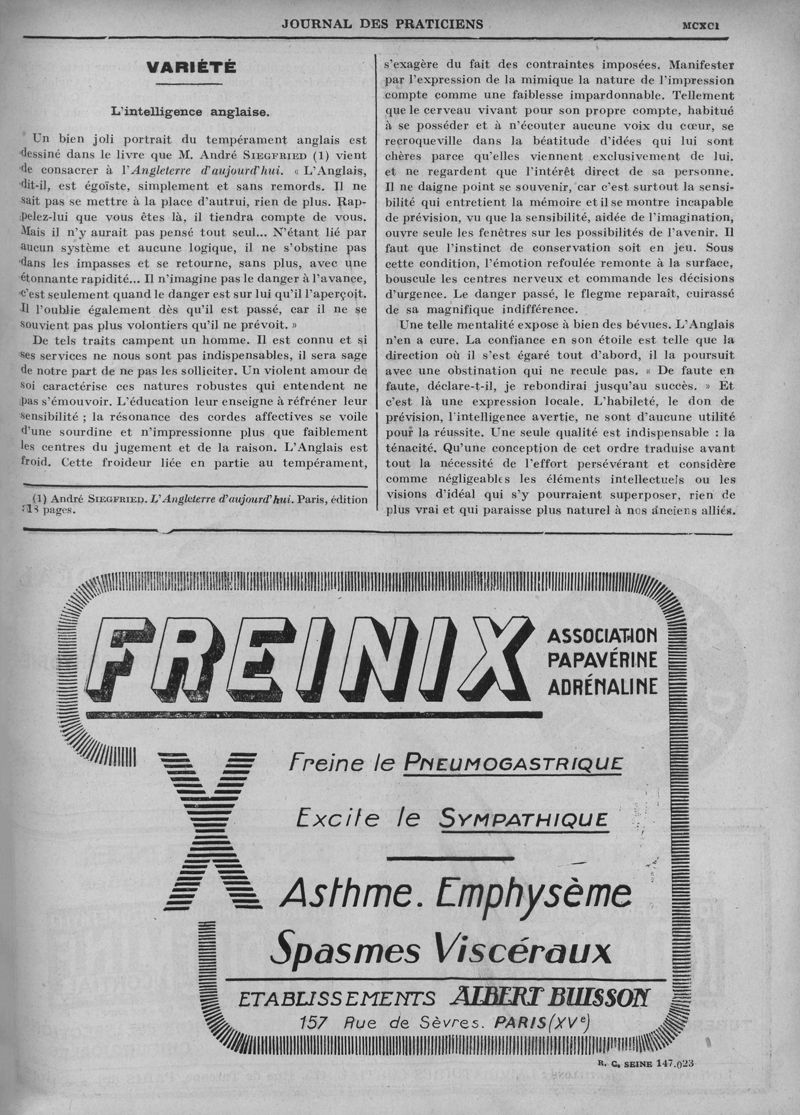 JOURNAL DES PRATICIENS
MCXCI
VARIÉTÉ
L'intelligence anglaise.
Un bien joli portrait du tempérament anglais est
dessiné dans le livre que M. André SIEGFRIED (1) vient
de consacrer à l'Angleterre d'aujourd'hui. « L'Anglais,
dit-il, est égoïste, simplement et sans remords. Il ne
sait pas se mettre à la place d'autrui, rien de plus. Rap-
pelez-lui que vous êtes là, il tiendra compte de vous.
Mais il n'y aurait pas pensé tout seul... N'étant lié par
aucun système et aucune logique, il ne s'obstine pas
dans les impasses et se retourne, sans plus, avec une
étonnante rapidité... Il n'imagine pas le danger à l'avance,
c'est seulement quand le danger est sur lui qu'il l'aperçoit.
Il l'oublie également dès qu'il est passé, car il ne se
souvient pas plus volontiers qu'il ne prévoit. »
De tels traits campent un homme. Il est connu et si
ses services ne nous sont pas indispensables, il sera sage
de notre part de ne pas les solliciter. Un violent amour de
soi caractérise ces natures robustes qui entendent ne
pas s'émouvoir. L'éducation leur enseigne à réfréner leur
sensibilité ; la résonance des cordes affectives se voile
d'une sourdine et n'impressionne plus que faiblement
les centres du jugement et de la raison. L'Anglais est
froid. Cette froideur liée en partie au tempérament,
(1) André SIEGFRIED. L'Angleterre d'aujourd'hui. Paris, édition
pages.
s'exagère du fait des contraintes imposées. Manifester
par l'expression de la mimique la nature de l'impression
compte comme une faiblesse impardonnable. Tellement
que le cerveau vivant pour son propre compte, habitué
à se posséder et à n'écouter aucune voix du cœur, se
recroqueville dans la béatitude d'idées qui lui sont
chères parce qu'elles viennent exclusivement de lui.
et ne regardent que l'intérêt direct de sa personne.
Il ne daigne point se souvenir, car c'est surtout la sensi-
bilité qui entretient la mémoire et il se montre incapable
de prévision, vu que la sensibilité, aidée de l'imagination,
ouvre seule les fenêtres sur les possibilités de l'avenir. Il
faut que l'instinct de conservation soit en jeu. Sous
cette condition, l'émotion refoulée remonte à la surface,
bouscule les centres nerveux et commande les décisions
d'urgence. Le danger passé, le flegme reparaît, cuirassé
de sa magnifique indifférence.
Une telle mentalité expose à bien des bévues. L'Anglais
n'en a cure. La confiance en son étoile est telle que la
direction où il s'est égaré tout d'abord, il la poursuit
avec une obstination qui ne recule pas. « De faute en
faute, déclare-t-il, je rebondirai jusqu'au succès. » Et
c'est là une expression locale. L'habileté, le don de
prévision, l'intelligence avertie, ne sont d'aucune utilité
pour la réussite. Une seule qualité est indispensable : la
ténacité. Qu'une conception de cet ordre traduise avant
tout la nécessité de l'effort persévérant et considère
comme négligeables les éléments intellectuels ou les
visions d'idéal qui s'y pourraient superposer, rien de
plus vrai et qui paraisse plus naturel à nos anciens alliés.
FREINIX
ASSOCIATION
PAPAVÉRINE
ADRÉNALINE
X
Freine le PNEUMOGASTRIQUE
Excite le SYMPATHIQUE
Asthme. Emphysème
Spasmes Viscéraux
ETABLISSEMENTS ALBERT BUISSON
157 Rue de Sèvres. PARIS (XVe)
R. C. SEINE 147.023